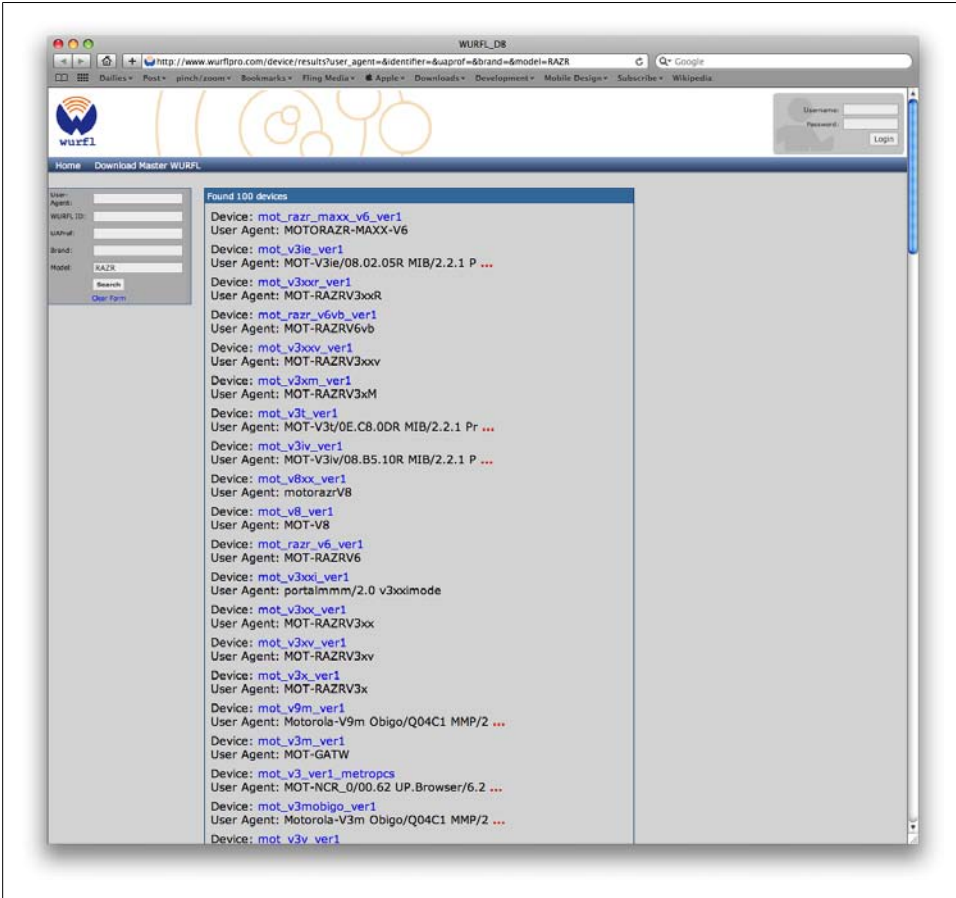 WURFL_DB
http://www.wurflpro.com/device/results?user_agent=&identifier=&uaprof=&brand=&model=RAZR
Google
Dailies Post pinch/zoom Bookmarks Fling Media Apple Downloads Development Mobile Design Subscribe Wikipedia
wurfl
Username:
Password:
Login
Home Download Master WURFL
User-Agent:
WURFL ID:
UAProf:
Brand:
Model: RAZR
Search
Clear Form
Found 100 devices
Device: mot_razr_maxx_v6_ver1
User Agent: MOTORAZR-MAXX-V6
Device: mot_v3ie_ver1
User Agent: MOT-V3ie/08.02.05R MIB/2.2.1 P ...
Device: mot_v3xxr_ver1
User Agent: MOT-RAZRV3xxR
Device: mot_razr_v6vb_ver1
User Agent: MOT-RAZRV6vb
Device: mot_v3xxv_ver1
User Agent: MOT-RAZRV3xxv
Device: mot_v3xm_ver1
User Agent: MOT-RAZRV3xM
Device: mot_v3t_ver1
User Agent: MOT-V3t/0E.C8.0DR MIB/2.2.1 Pr ...
Device: mot_v3iv_ver1
User Agent: MOT-V3iv/08.B5.10R MIB/2.2.1 P ...
Device: mot_v8xx_ver1
User Agent: motorazrV8
Device: mot_v8_ver1
User Agent: MOT-V8
Device: mot_razr_v6_ver1
User Agent: MOT-RAZRV6
Device: mot_v3xxi_ver1
User Agent: portalmmm/2.0 v3xximode
Device: mot_v3xx_ver1
User Agent: MOT-RAZRV3xx
Device: mot_v3xv_ver1
User Agent: MOT-RAZRV3xv
Device: mot_v3x_ver1
User Agent: MOT-RAZRV3x
Device: mot_v9m_ver1
User Agent: Motorola-V9m Obigo/Q04C1 MMP/2 ...
Device: mot_v3m_ver1
User Agent: MOT-GATW
Device: mot_v3_ver1_metropcs
User Agent: MOT-NCR_0/00.62 UP.Browser/6.2 ...
Device: mot_v3mobigo_ver1
User Agent: Motorola-V3m Obigo/Q04C1 MMP/2 ...
Device: mot_v3y_ver1